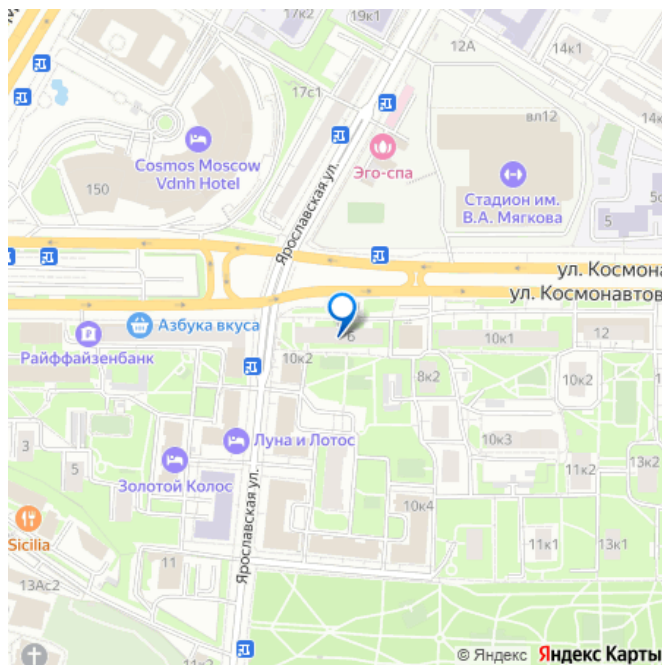 17к2
19к1
12А
14к1
17с1
14к
вл12
Cosmos Moscow
Vdnh Hotel
Эго-спа
150
Стадион им.
В.А. Мягкова
5
Ярославская ул.
ул. Космона
ул. Космонавтов
Азбука вкуса
Райффайзенбанк
6
10к1
12
10к2
8к2
10к2
3
5
Луна и Лотос
10к3
Золотой Колос
11к2
13к2
Ярославская ул.
10к4
Sicilia
11
11к1
13к1
13Ас2
11к2
© Яндекс Яндекс Карты